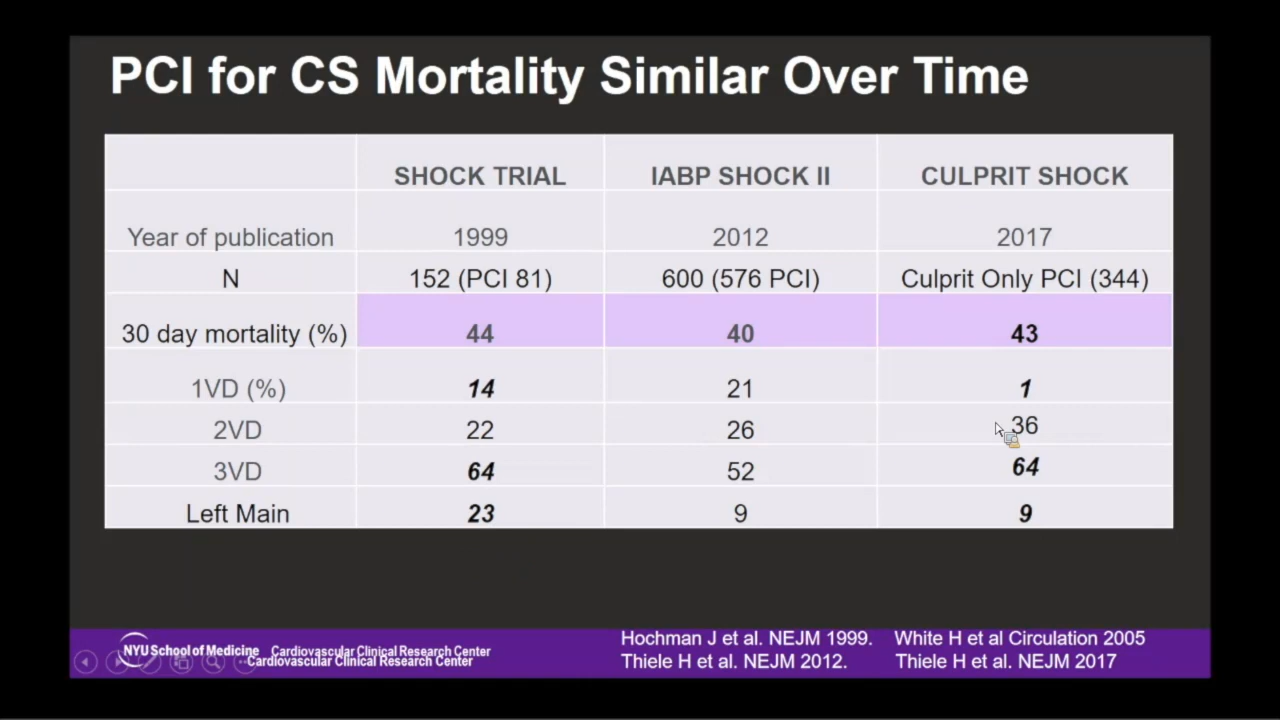 PCI for CS Mortality Similar Over Time
SHOCK TRIAL IABP SHOCK II CULPRIT SHOCK
Year of publication 1999 2012 2017
N 152 (PCI 81) 600 (576 PCI) Culprit Only PCI (344)
30 day mortality (%) 44 40 43
1VD (%) 14 21 1
2VD 22 26 36
3VD 64 52 64
Left Main 23 9 9
Hochman J et al. NEJM 1999. White H et al Circulation 2005
NYU School of Medicine Cardiovascular Clinical Research Center
Cardiovascular Clinical Research Center
Thiele H et al. NEJM 2012. Thiele H et al. NEJM 2017